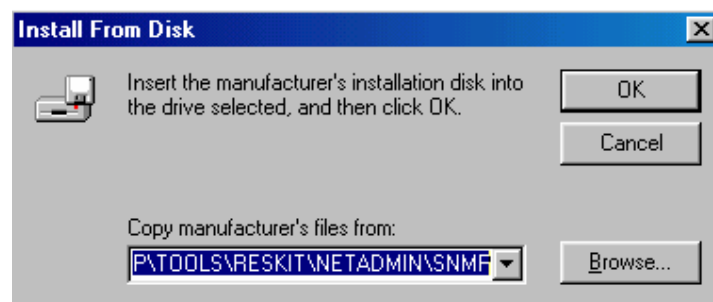 Install From Disk
Insert the manufacturer's installation disk into
the drive selected, and then click OK.
OK
Cancel
Copy manufacturer's files from:
P\TOOLS\RESKIT\NETADMIN\SNMP
Browse...